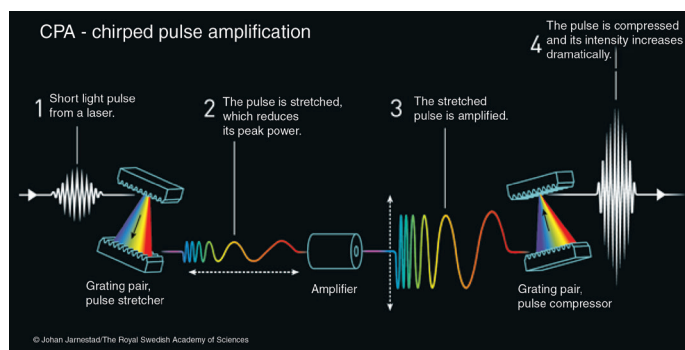 CPA - chirped pulse amplification
1
Short light pulse
from a laser.
2
The pulse is stretched,
which reduces
its peak power.
3
The stretched
pulse is amplified.
4
The pulse is compressed
and its intensity increases
dramatically.
Grating pair,
pulse stretcher
Amplifier
Grating pair,
pulse compressor
© Johan Jarnestad/The Royal Swedish Academy of Sciences